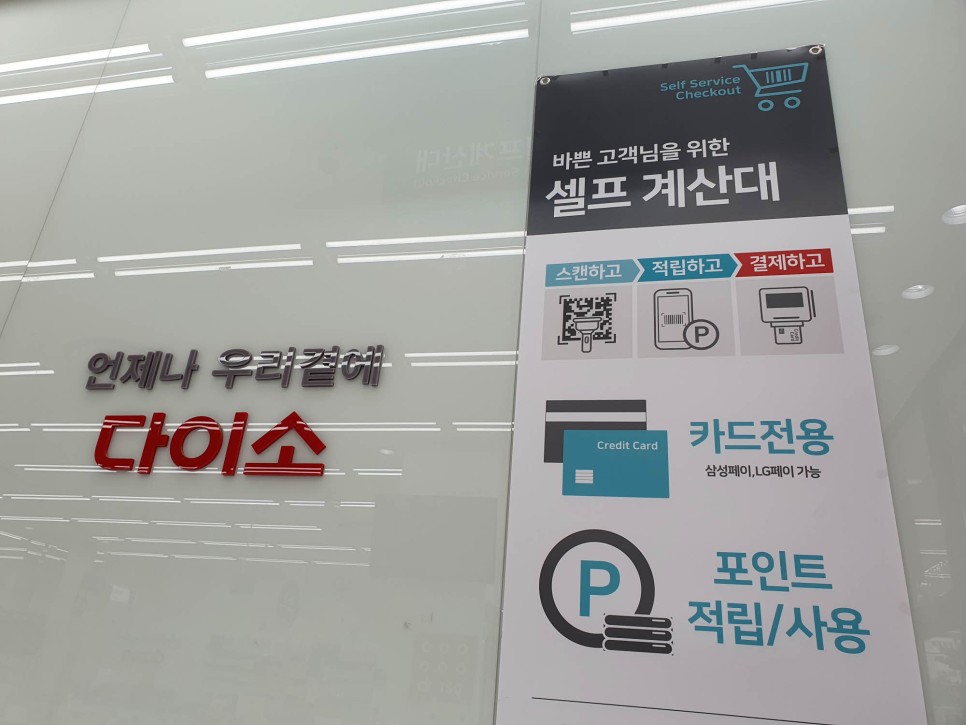 언제나 우리곁에
다이소
Self Service
Checkout
바쁜 고객님을 위한
셀프 계산대
스캔하고 적립하고 결제하고
P
Credit Card
카드전용
삼성페이,LG페이 가능
P
포인트
적립/사용